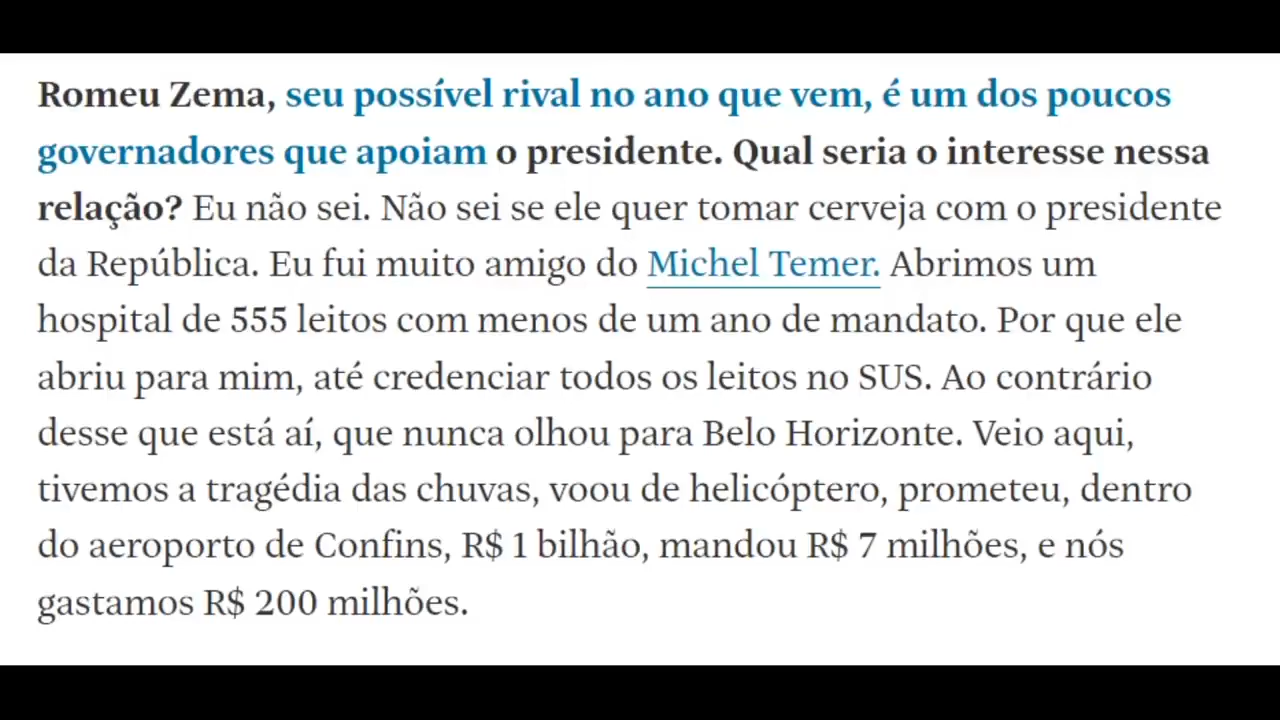 Romeu Zema, seu possível rival no ano que vem, é um dos poucos
governadores que apoiam o presidente. Qual seria o interesse nessa
relação? Eu não sei. Não sei se ele quer tomar cerveja com o presidente
da República. Eu fui muito amigo do Michel Temer. Abrimos um
hospital de 555 leitos com menos de um ano de mandato. Por que ele
abriu para mim, até credenciar todos os leitos no SUS. Ao contrário
desse que está aí, que nunca olhou para Belo Horizonte. Veio aqui,
tivemos a tragédia das chuvas, voou de helicóptero, prometeu, dentro
do aeroporto de Confins, R$ 1 bilhão, mandou R$ 7 milhões, e nós
gastamos R$ 200 milhões.